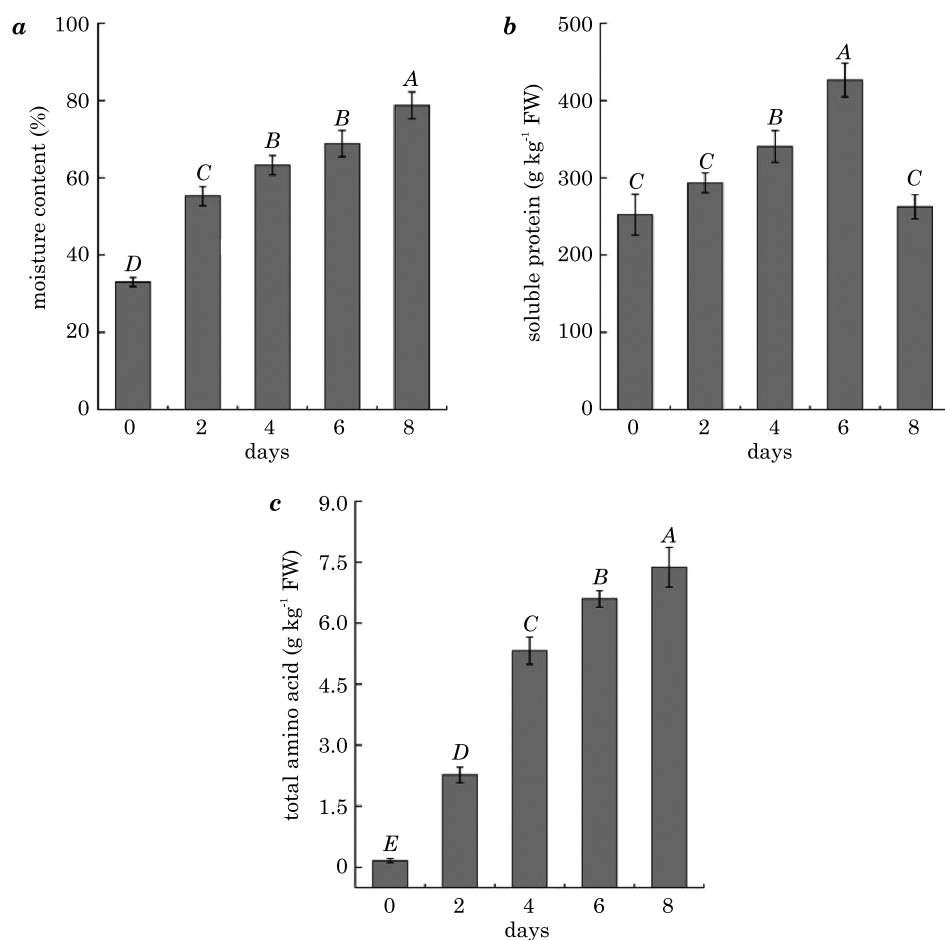 a
100
80
60
40
20
0
moisture content (%)
D
C
B
B
A
0 2 4 6 8
days
b
500
400
300
200
100
0
soluble protein (g kg⁻¹ FW)
C
C
B
A
C
0 2 4 6 8
days
c
9.0
7.5
6.0
4.5
3.0
1.5
0
total amino acid (g kg⁻¹ FW)
E
D
C
B
A
0 2 4 6 8
days